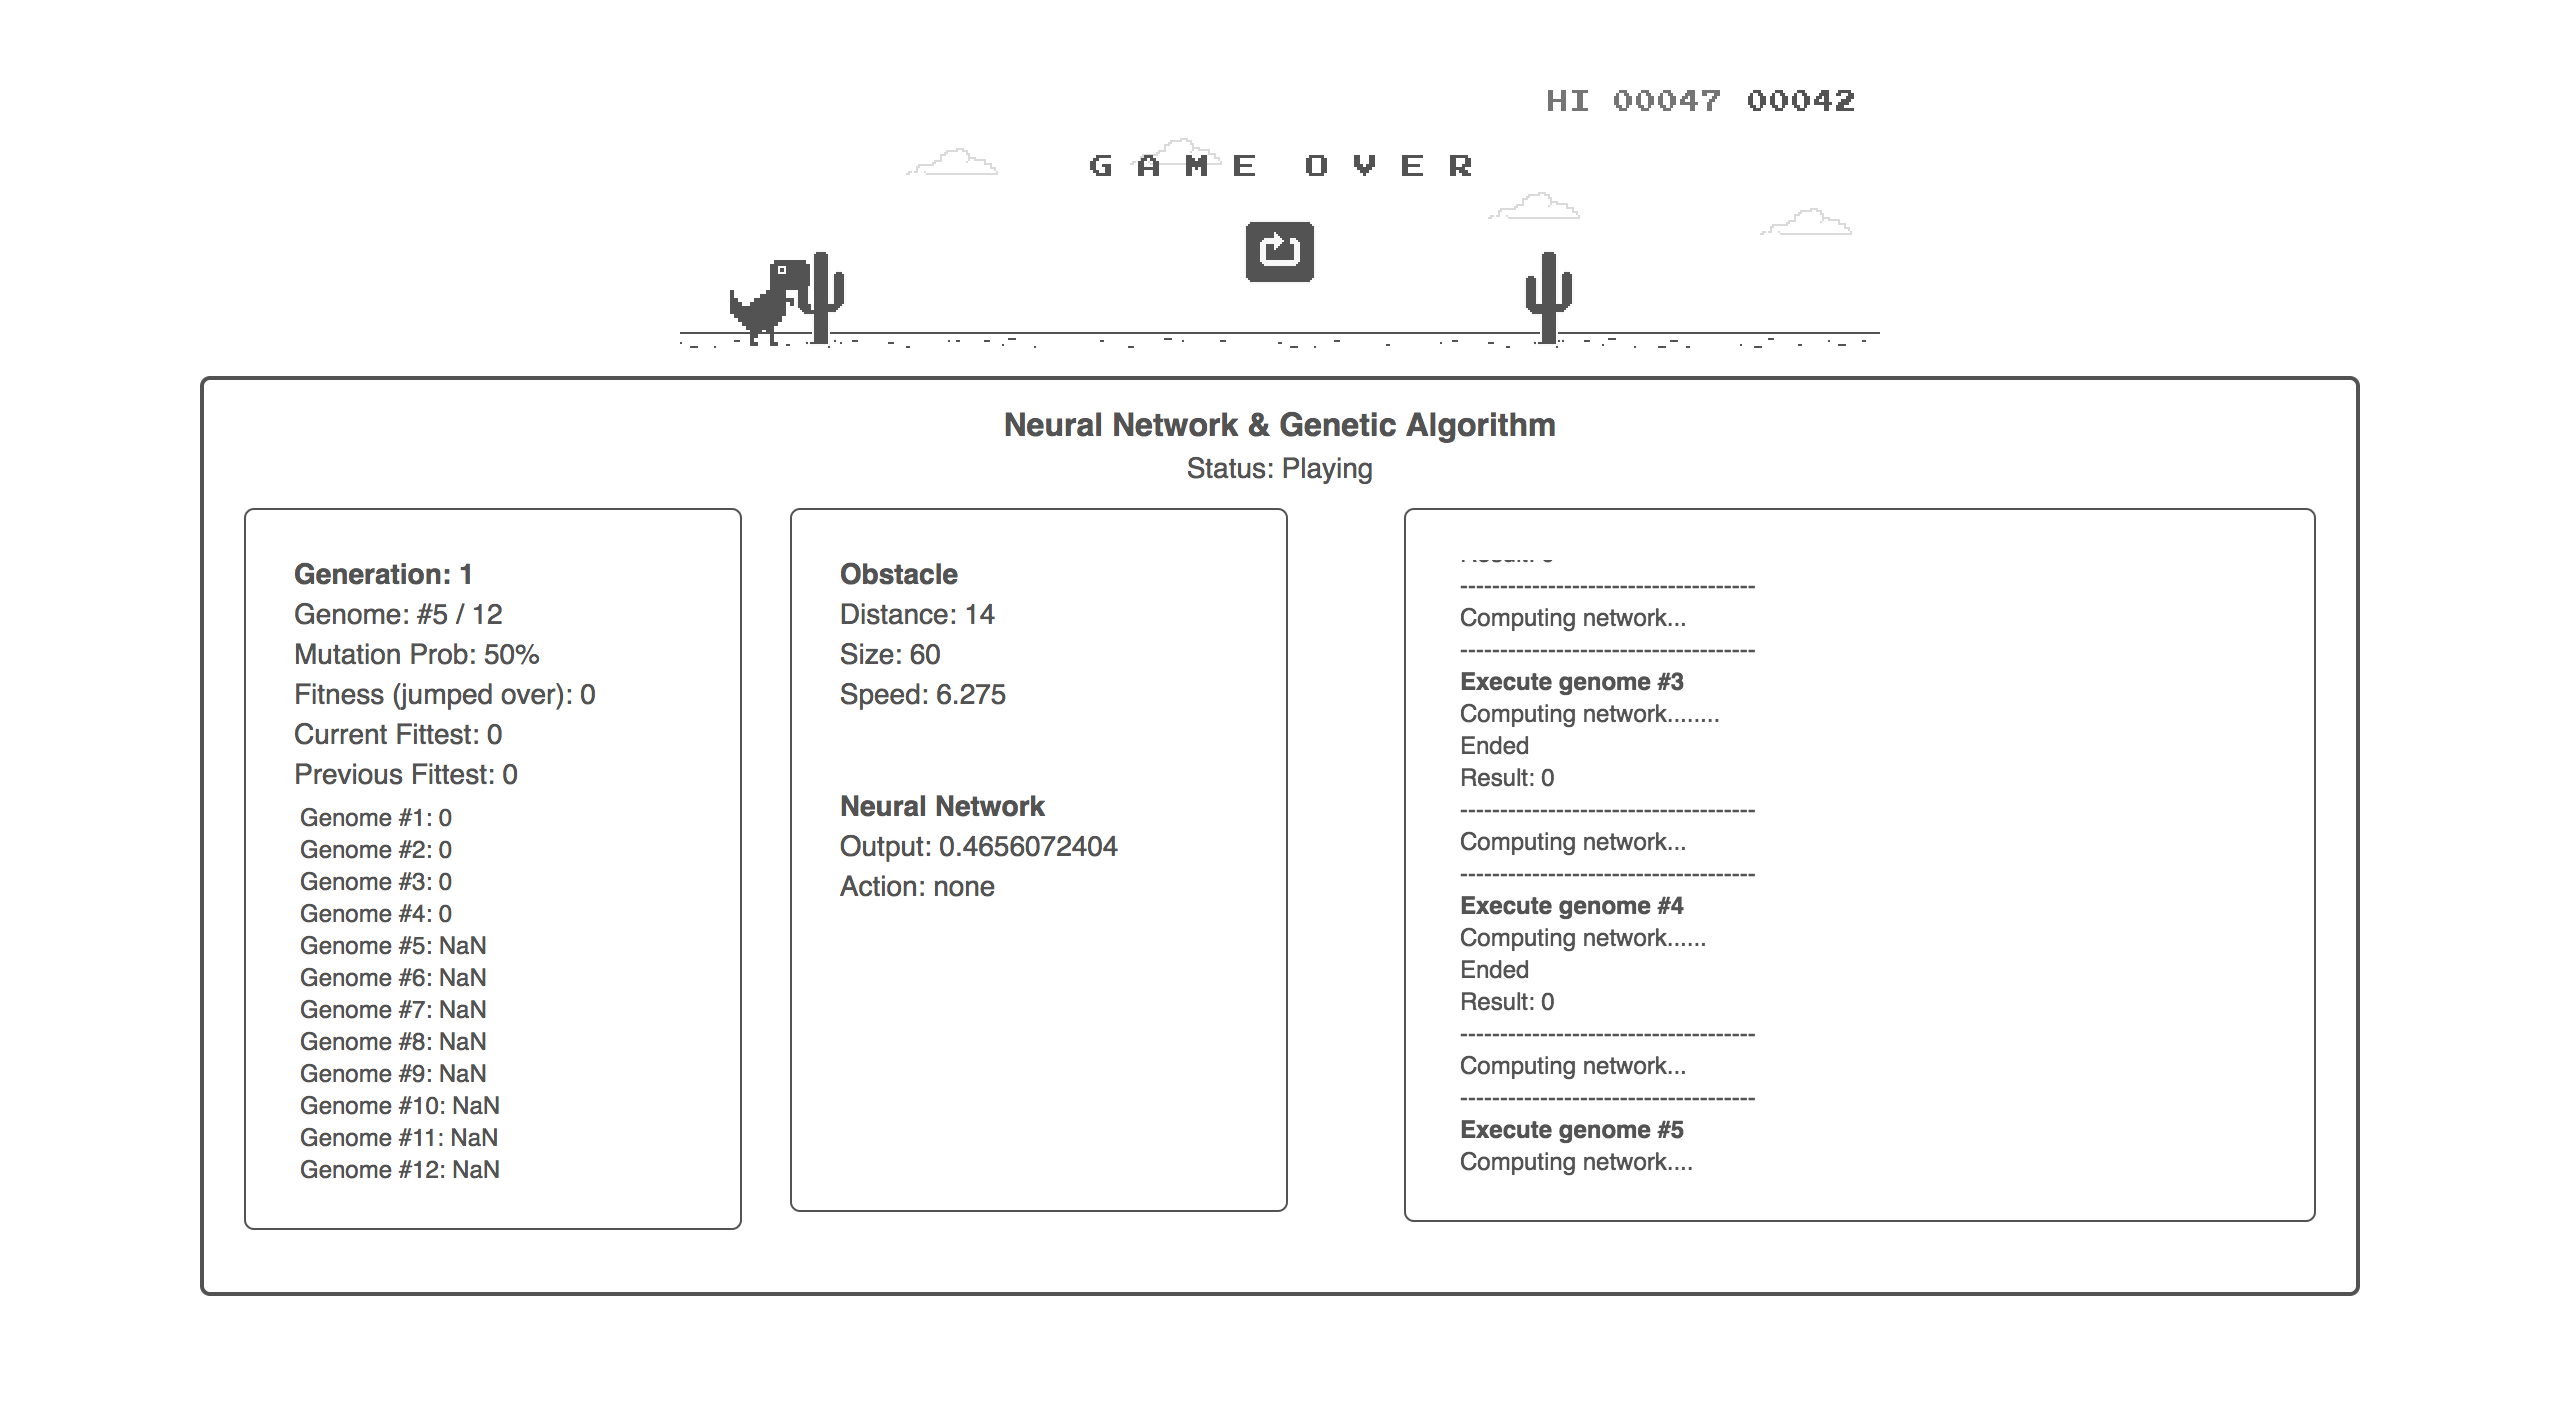 HI 00047 00042
GAME OVER
Neural Network & Genetic Algorithm
Status: Playing
Generation: 1
Genome: #5 / 12
Mutation Prob: 50%
Fitness (jumped over): 0
Current Fittest: 0
Previous Fittest: 0
Genome #1: 0
Genome #2: 0
Genome #3: 0
Genome #4: 0
Genome #5: NaN
Genome #6: NaN
Genome #7: NaN
Genome #8: NaN
Genome #9: NaN
Genome #10: NaN
Genome #11: NaN
Genome #12: NaN
Obstacle
Distance: 14
Size: 60
Speed: 6.275
Neural Network
Output: 0.4656072404
Action: none
-------------------------------------
Computing network...
-------------------------------------
Execute genome #3
Computing network........
Ended
Result: 0
-------------------------------------
Computing network...
-------------------------------------
Execute genome #4
Computing network......
Ended
Result: 0
-------------------------------------
Computing network...
-------------------------------------
Execute genome #5
Computing network....